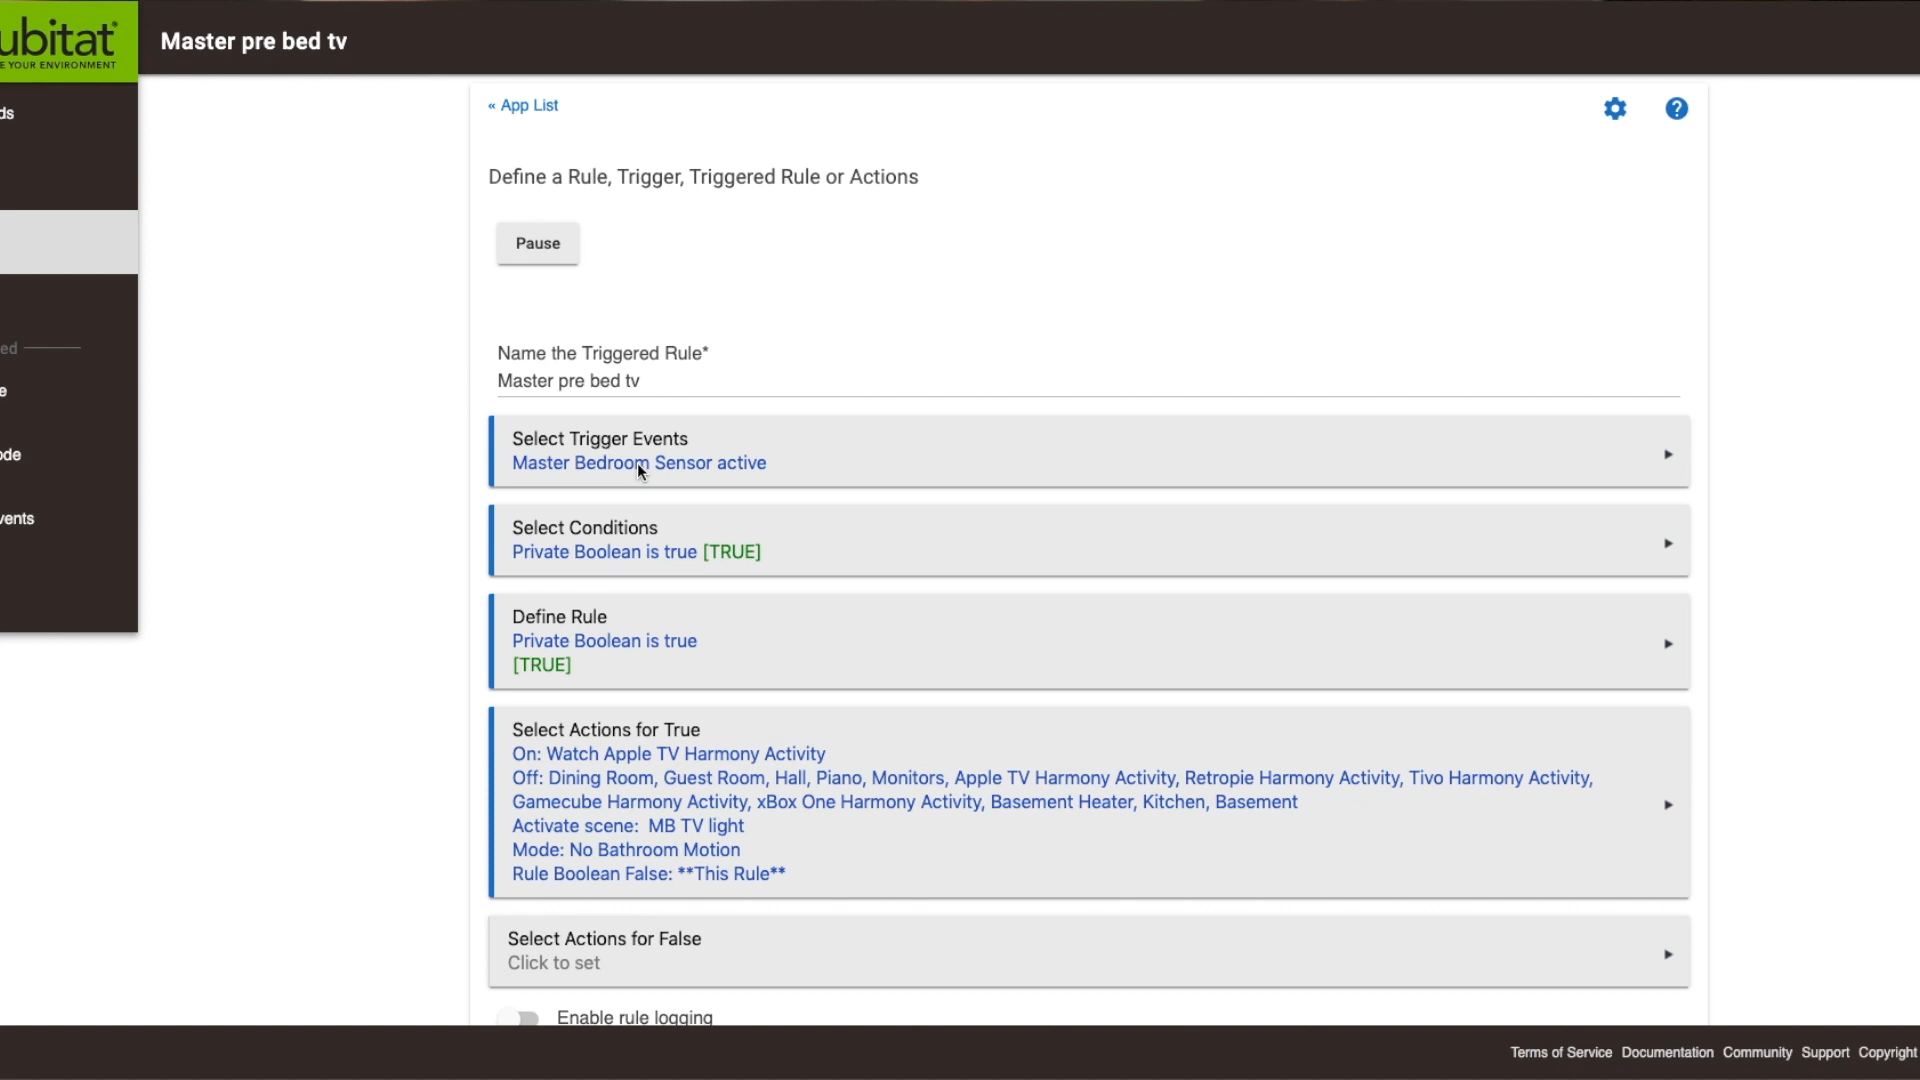 ubitat
E YOUR ENVIRONMENT
Master pre bed tv
ds
« App List
Define a Rule, Trigger, Triggered Rule or Actions
Pause
ed
Name the Triggered Rule*
e
Master pre bed tv
Select Trigger Events
ode
Master Bedroom Sensor active
vents
Select Conditions
Private Boolean is true [TRUE]
Define Rule
Private Boolean is true
[TRUE]
Select Actions for True
On: Watch Apple TV Harmony Activity
Off: Dining Room, Guest Room, Hall, Piano, Monitors, Apple TV Harmony Activity, Retropie Harmony Activity, Tivo Harmony Activity,
Gamecube Harmony Activity, xBox One Harmony Activity, Basement Heater, Kitchen, Basement
Activate scene: MB TV light
Mode: No Bathroom Motion
Rule Boolean False: **This Rule**
Select Actions for False
Click to set
Enable rule logging
Terms of Service Documentation Community Support Copyright